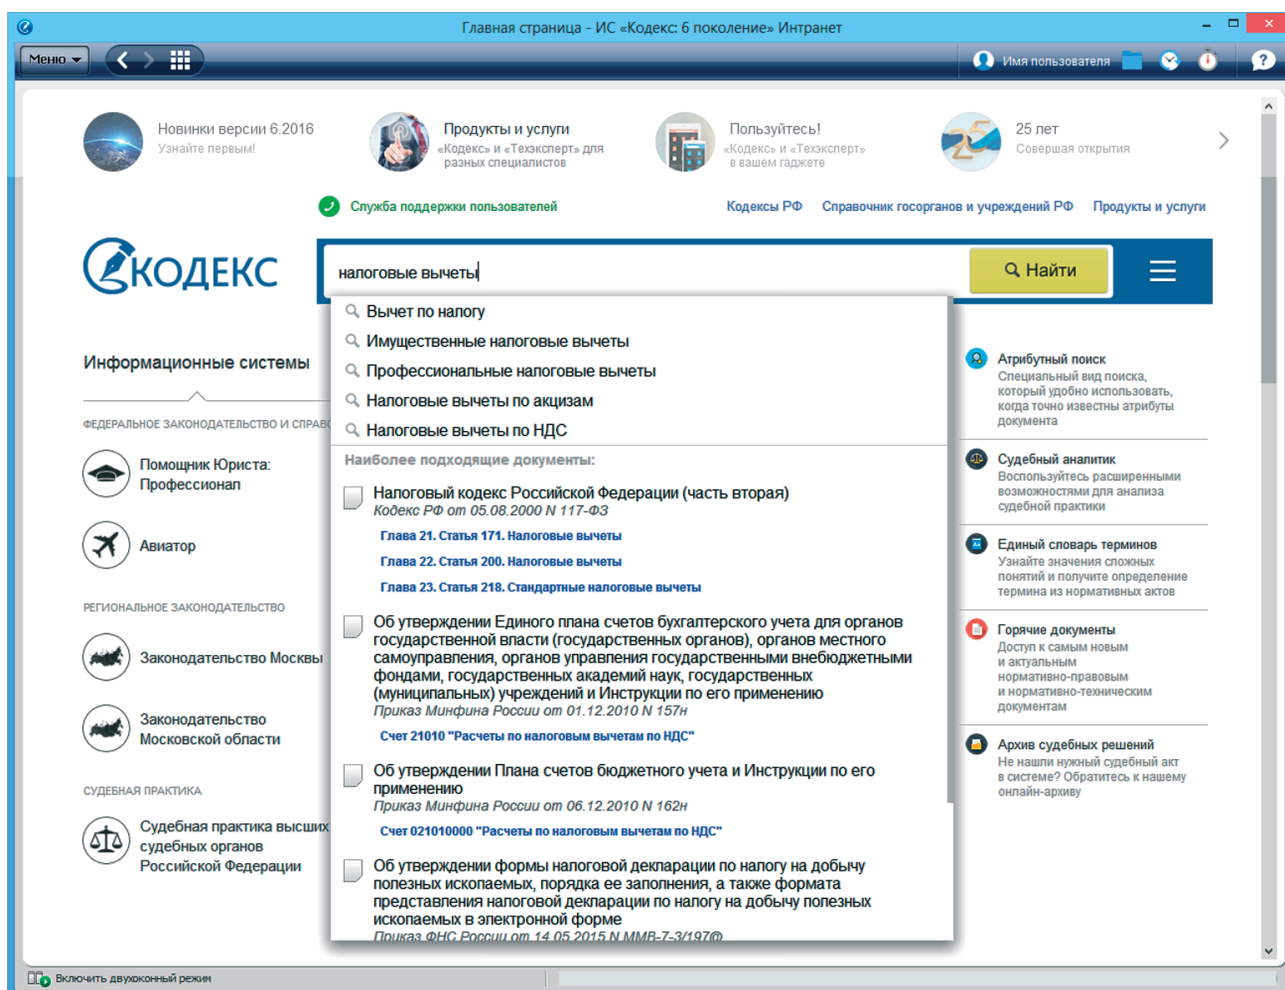 Главная страница - ИС «Кодекс: 6 поколение» Интранет
Меню
Имя пользователя
Новинки версии 6.2016
Узнайте первым!
Продукты и услуги
«Кодекс» и «Техэксперт» для
разных специалистов
Пользуйтесь!
«Кодекс» и «Техэксперт»
в вашем гаджете
25 лет
Совершая открытия
Служба поддержки пользователей
Кодексы РФ
Справочник госорганов и учреждений РФ
Продукты и услуги
КОДЕКС
налоговые вычеты
Найти
Вычет по налогу
Имущественные налоговые вычеты
Профессиональные налоговые вычеты
Налоговые вычеты по акцизам
Налоговые вычеты по НДС
Наиболее подходящие документы:
Налоговый кодекс Российской Федерации (часть вторая)
Кодекс РФ от 05.08.2000 N 117-ФЗ
Глава 21. Статья 171. Налоговые вычеты
Глава 22. Статья 200. Налоговые вычеты
Глава 23. Статья 218. Стандартные налоговые вычеты
Об утверждении Единого плана счетов бухгалтерского учета для органов
государственной власти (государственных органов), органов местного
самоуправления, органов управления государственными внебюджетными
фондами, государственных академий наук, государственных
(муниципальных) учреждений и Инструкции по его применению
Приказ Минфина России от 01.12.2010 N 157н
Счет 21010 "Расчеты по налоговым вычетам по НДС"
Об утверждении Плана счетов бюджетного учета и Инструкции по его
применению
Приказ Минфина России от 06.12.2010 N 162н
Счет 021010000 "Расчеты по налоговым вычетам по НДС"
Об утверждении формы налоговой декларации по налогу на добычу
полезных ископаемых, порядка ее заполнения, а также формата
представления налоговой декларации по налогу на добычу полезных
ископаемых в электронной форме
Приказ ФНС России от 14.05.2015 N ММВ-7-3/197@
Информационные системы
ФЕДЕРАЛЬНОЕ ЗАКОНОДАТЕЛЬСТВО И СПРАВО
Помощник Юриста:
Профессионал
Авиатор
РЕГИОНАЛЬНОЕ ЗАКОНОДАТЕЛЬСТВО
Законодательство Москвы
Законодательство
Московской области
СУДЕБНАЯ ПРАКТИКА
Судебная практика высших
судебных органов
Российской Федерации
Атрибутный поиск
Специальный вид поиска,
который удобно использовать,
когда точно известны атрибуты
документа
Судебный аналитик
Воспользуйтесь расширенными
возможностями для анализа
судебной практики
Единый словарь терминов
Узнайте значения сложных
понятий и получите определение
термина из нормативных актов
Горячие документы
Доступ к самым новым
и актуальным
нормативно-правовым
и нормативно-техническим
документам
Архив судебных решений
Не нашли нужный судебный акт
в системе? Обратитесь к нашему
онлайн-архиву
Включить двухоконный режим